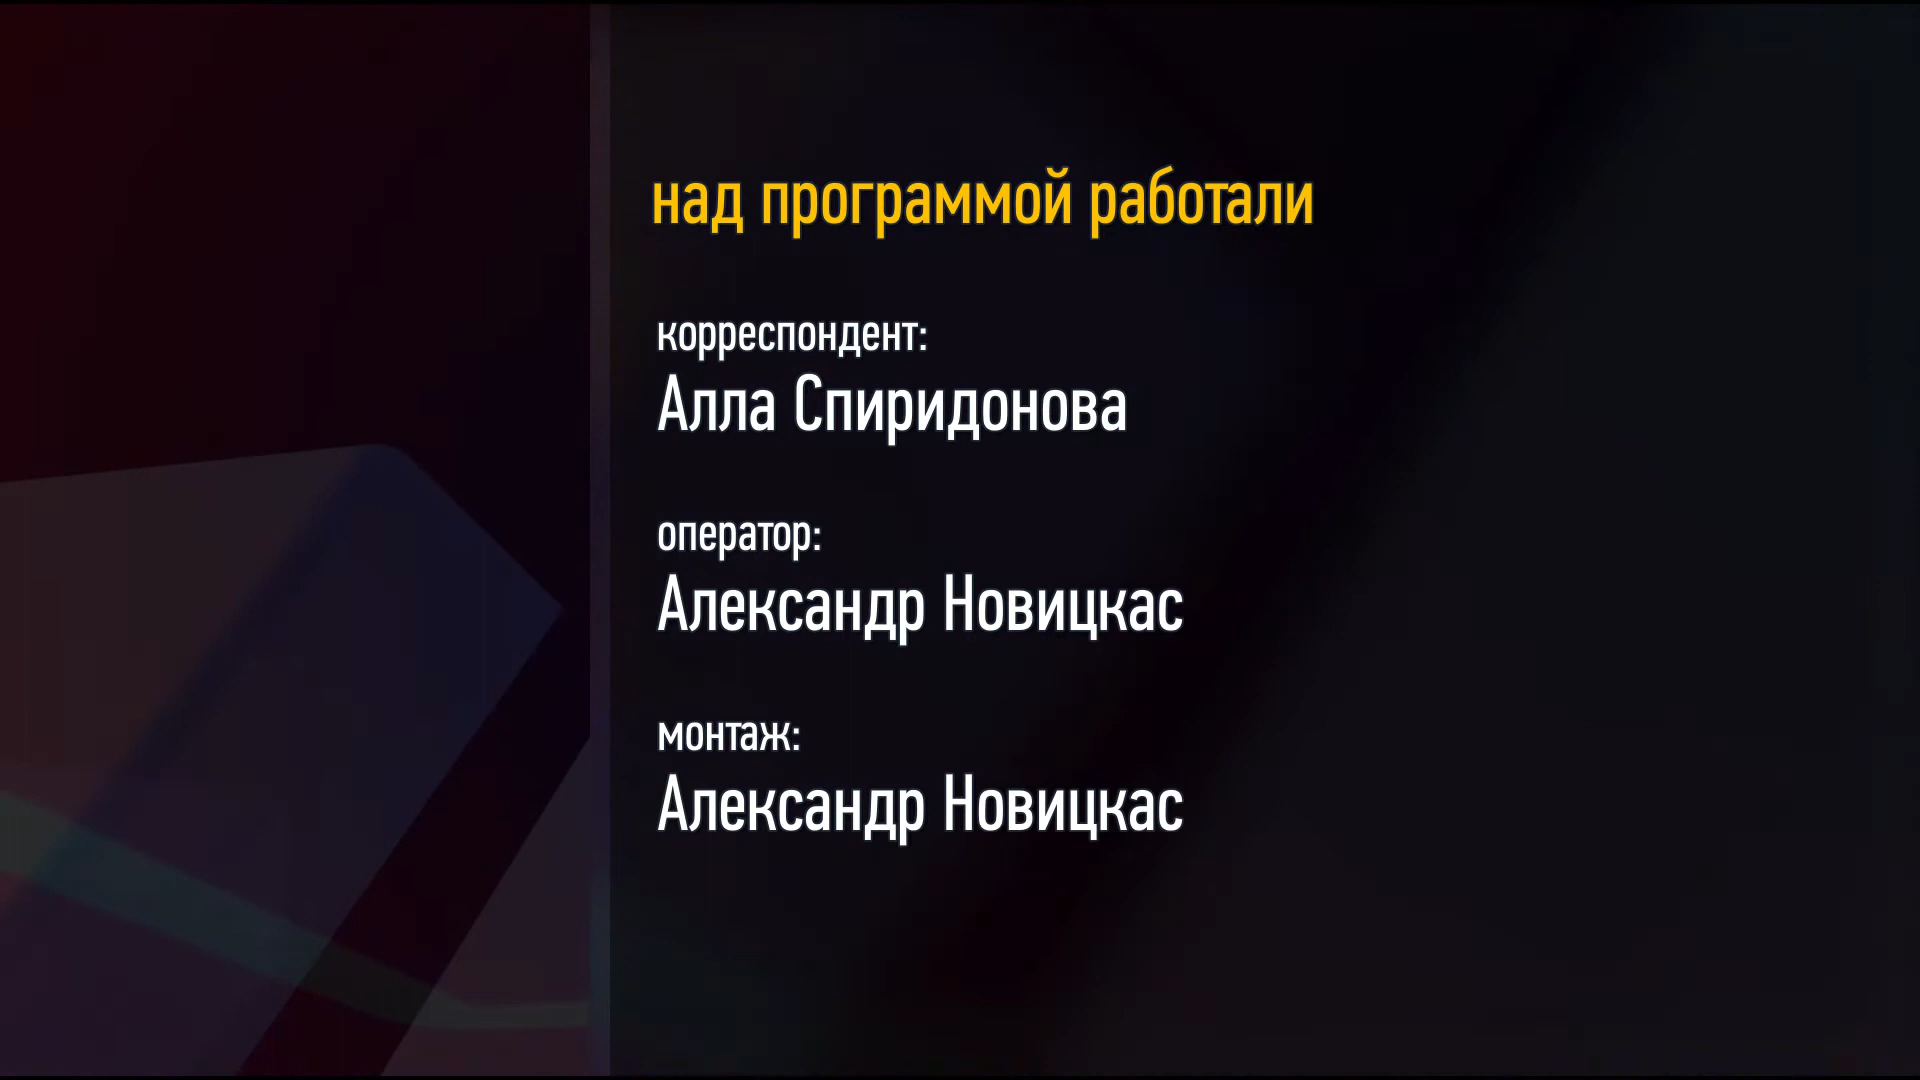 над программой работали
корреспондент:
Алла Спиридонова
оператор:
Александр Новицкас
монтаж:
Александр Новицкас